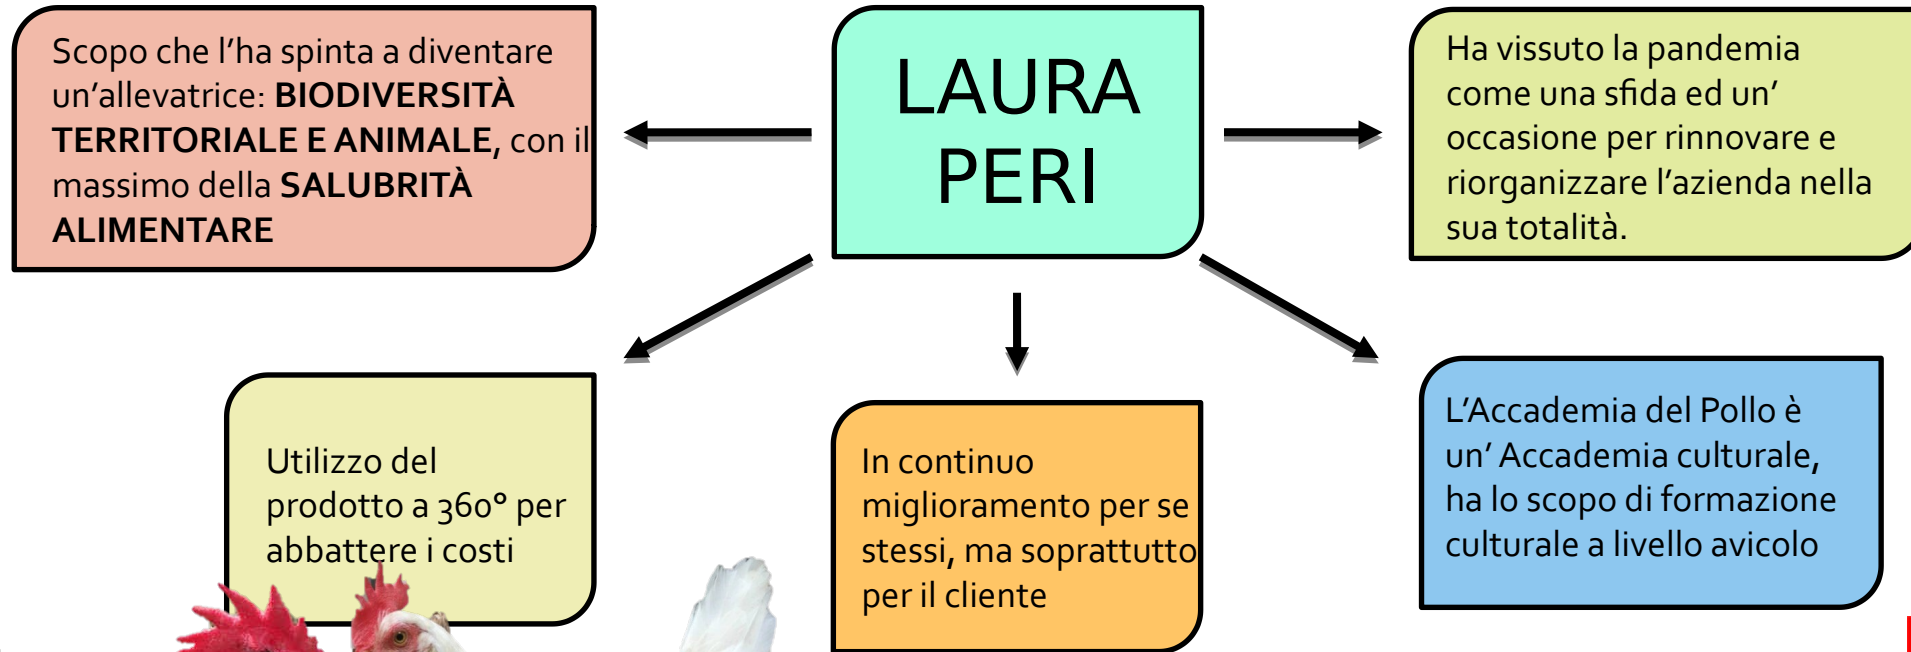 Scopo che l'ha spinta a diventare
un'allevatrice: BIODIVERSITÀ
TERRITORIALE E ANIMALE, con il
massimo della SALUBRITÀ
ALIMENTARE
LAURA
PERI
Ha vissuto la pandemia
come una sfida ed un'
occasione per rinnovare e
riorganizzare l'azienda nella
sua totalità.
Utilizzo del
prodotto a 360° per
abbattere i costi
In continuo
miglioramento per se
stessi, ma soprattutto
per il cliente
L'Accademia del Pollo è
un' Accademia culturale,
ha lo scopo di formazione
culturale a livello avicolo